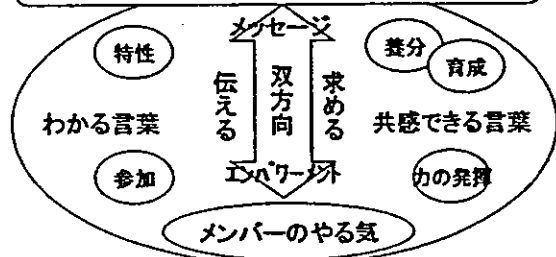 メッセージ
特性
養分
育成
伝える
双方向
求める
わかる言葉
共感できる言葉
参加
エンパワーメント
力の発揮
メンバーのやる気